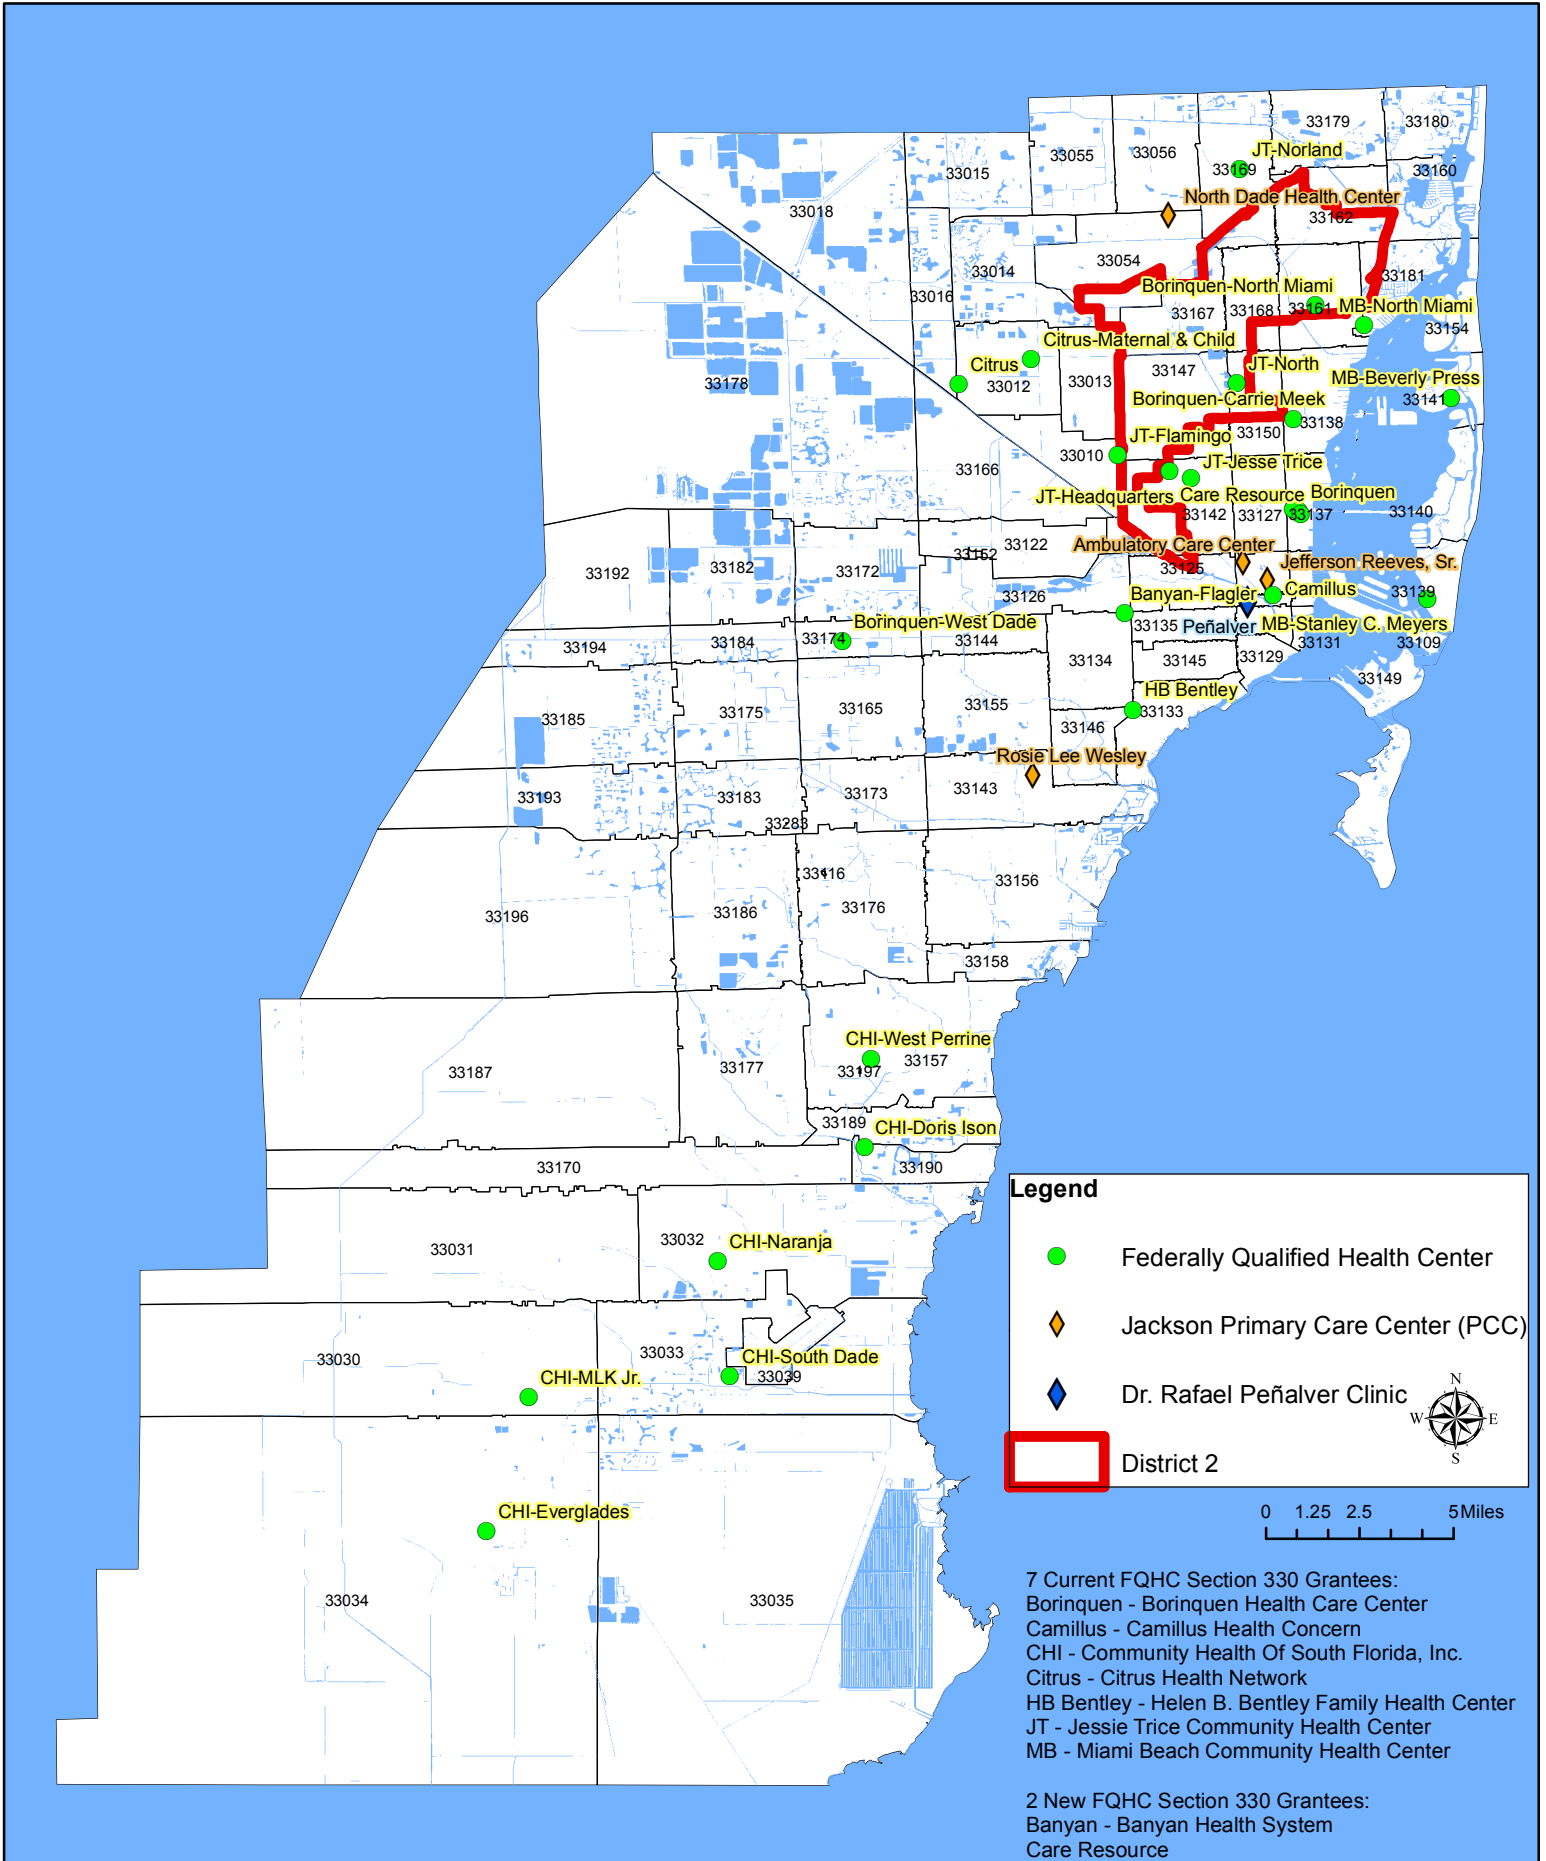 33179
33180
33055
33056
JT-Norland
33169
33160
33015
North Dade Health Center
33018
33162
33054
33014
33181
33016
Borinquen-North Miami
33167
33168
33161
MB-North Miami
33154
Citrus-Maternal & Child
Citrus
33012
33013
33147
JT-North
33178
MB-Beverly Press
33141
Borinquen-Carrie Meek
33138
33150
JT-Flamingo
33010
33166
JT-Jesse Trice
JT-Headquarters
Care Resource
Borinquen
33142
33127
33137
33140
33122
33152
Ambulatory Care Center
33125
Jefferson Reeves, Sr.
33192
33182
33172
33126
Banyan-Flagler
Camillus
33139
Borinquen-West Dade
33174
33135
Peñalver
MB-Stanley C. Meyers
33194
33184
33144
33131
33109
33134
33145
33129
33149
HB Bentley
33185
33175
33165
33155
33133
33146
Rosie Lee Wesley
33193
33183
33173
33143
33283
33116
33156
33196
33186
33176
33158
CHI-West Perrine
33187
33177
33197
33157
33189
CHI-Doris Ison
33170
33190
33031
33032
CHI-Naranja
33030
33033
CHI-South Dade
33039
CHI-MLK Jr.
CHI-Everglades
33034
33035
Legend
Federally Qualified Health Center
Jackson Primary Care Center (PCC)
Dr. Rafael Peñalver Clinic
District 2
N
W
E
S
0 1.25 2.5 5 Miles
7 Current FQHC Section 330 Grantees:
Borinquen - Borinquen Health Care Center
Camillus - Camillus Health Concern
CHI - Community Health Of South Florida, Inc.
Citrus - Citrus Health Network
HB Bentley - Helen B. Bentley Family Health Center
JT - Jessie Trice Community Health Center
MB - Miami Beach Community Health Center
2 New FQHC Section 330 Grantees:
Banyan - Banyan Health System
Care Resource